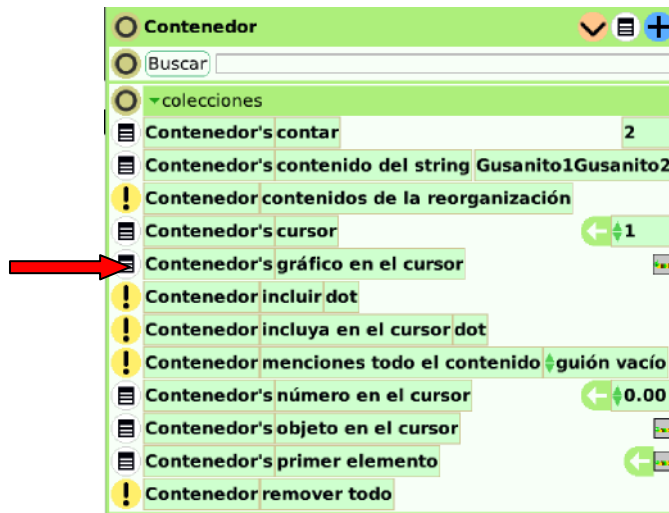 Contenedor
Buscar
colecciones
Contenedor's contar 2
Contenedor's contenido del string Gusanito1Gusanito2
Contenedor contenidos de la reorganización
Contenedor's cursor 1
Contenedor's gráfico en el cursor
Contenedor incluir dot
Contenedor incluya en el cursor dot
Contenedor menciones todo el contenido guión vacío
Contenedor's número en el cursor 0.00
Contenedor's objeto en el cursor
Contenedor's primer elemento
Contenedor remover todo